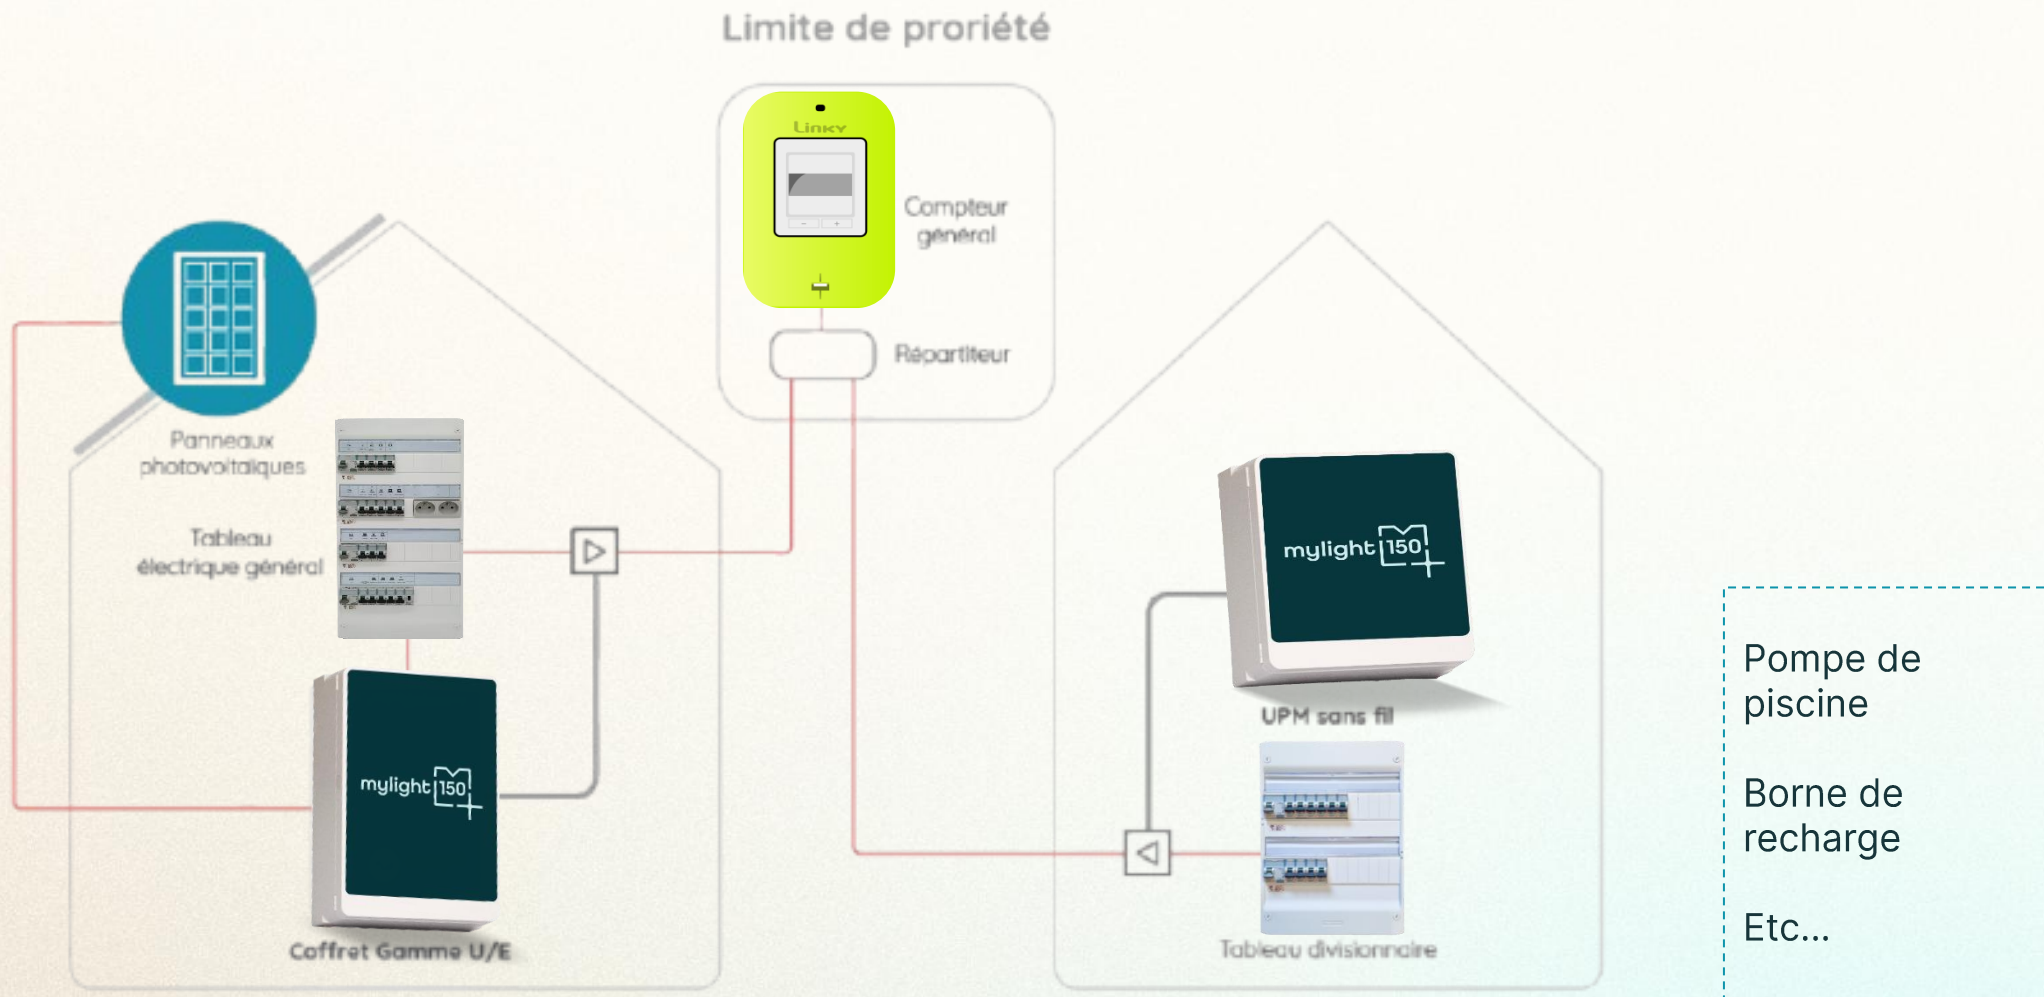 Limite de proriété
Linky
Compteur
général
Répartiteur
Panneaux
photovoltaïques
Tableau
électrique général
mylight 150
UPM sans fil
mylight 150
Coffret Gamme U/E
Tableau divisionnaire
Pompe de
piscine
Borne de
recharge
Etc...